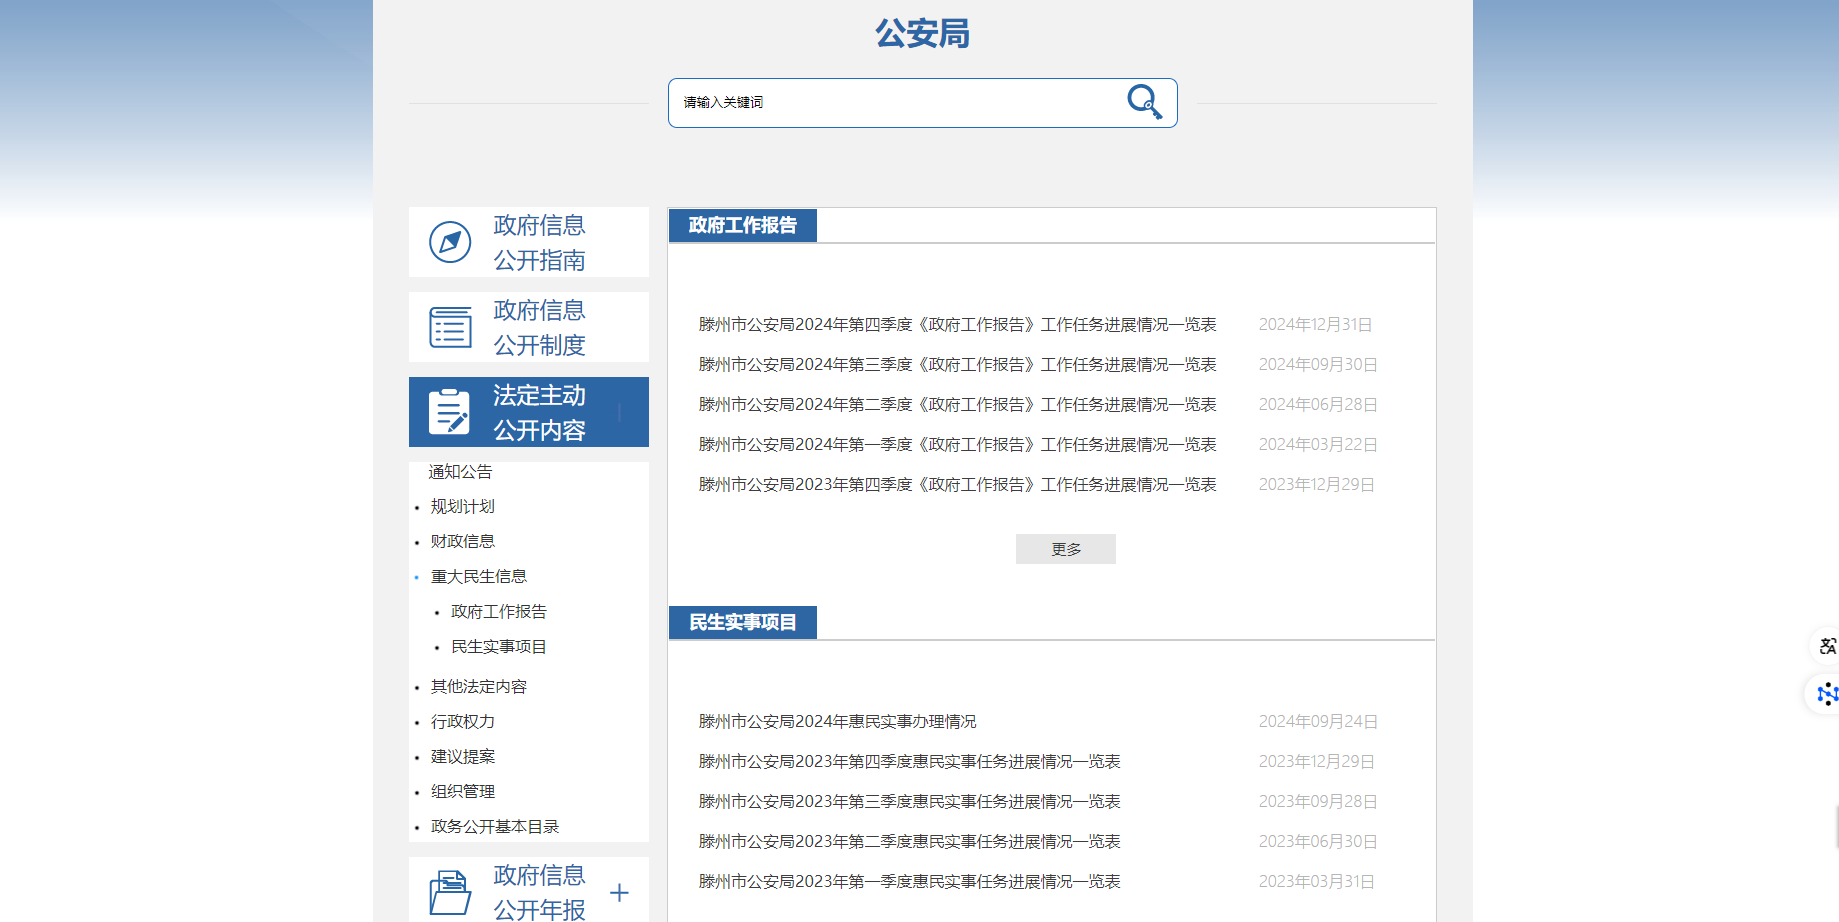 公安局
请输入关键词
政府信息
公开指南
政府信息
公开制度
法定主动
公开内容
通知公告
规划计划
财政信息
重大民生信息
政府工作报告
民生实事项目
其他法定内容
行政权力
建议提案
组织管理
政务公开基本目录
政府信息
公开年报
政府工作报告
滕州市公安局2024年第四季度《政府工作报告》工作任务进展情况一览表 2024年12月31日
滕州市公安局2024年第三季度《政府工作报告》工作任务进展情况一览表 2024年09月30日
滕州市公安局2024年第二季度《政府工作报告》工作任务进展情况一览表 2024年06月28日
滕州市公安局2024年第一季度《政府工作报告》工作任务进展情况一览表 2024年03月22日
滕州市公安局2023年第四季度《政府工作报告》工作任务进展情况一览表 2023年12月29日
更多
民生实事项目
滕州市公安局2024年惠民实事办理情况 2024年09月24日
滕州市公安局2023年第四季度惠民实事任务进展情况一览表 2023年12月29日
滕州市公安局2023年第三季度惠民实事任务进展情况一览表 2023年09月28日
滕州市公安局2023年第二季度惠民实事任务进展情况一览表 2023年06月30日
滕州市公安局2023年第一季度惠民实事任务进展情况一览表 2023年03月31日